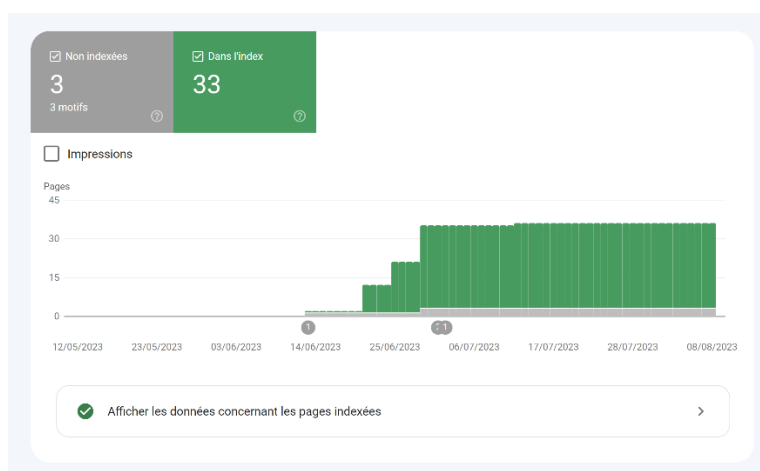 Non indexées
3
3 motifs
Dans l'index
33
Impressions
Pages
45
30
15
0
1
1
12/05/2023 23/05/2023 03/06/2023 14/06/2023 25/06/2023 06/07/2023 17/07/2023 28/07/2023 08/08/2023
Afficher les données concernant les pages indexées